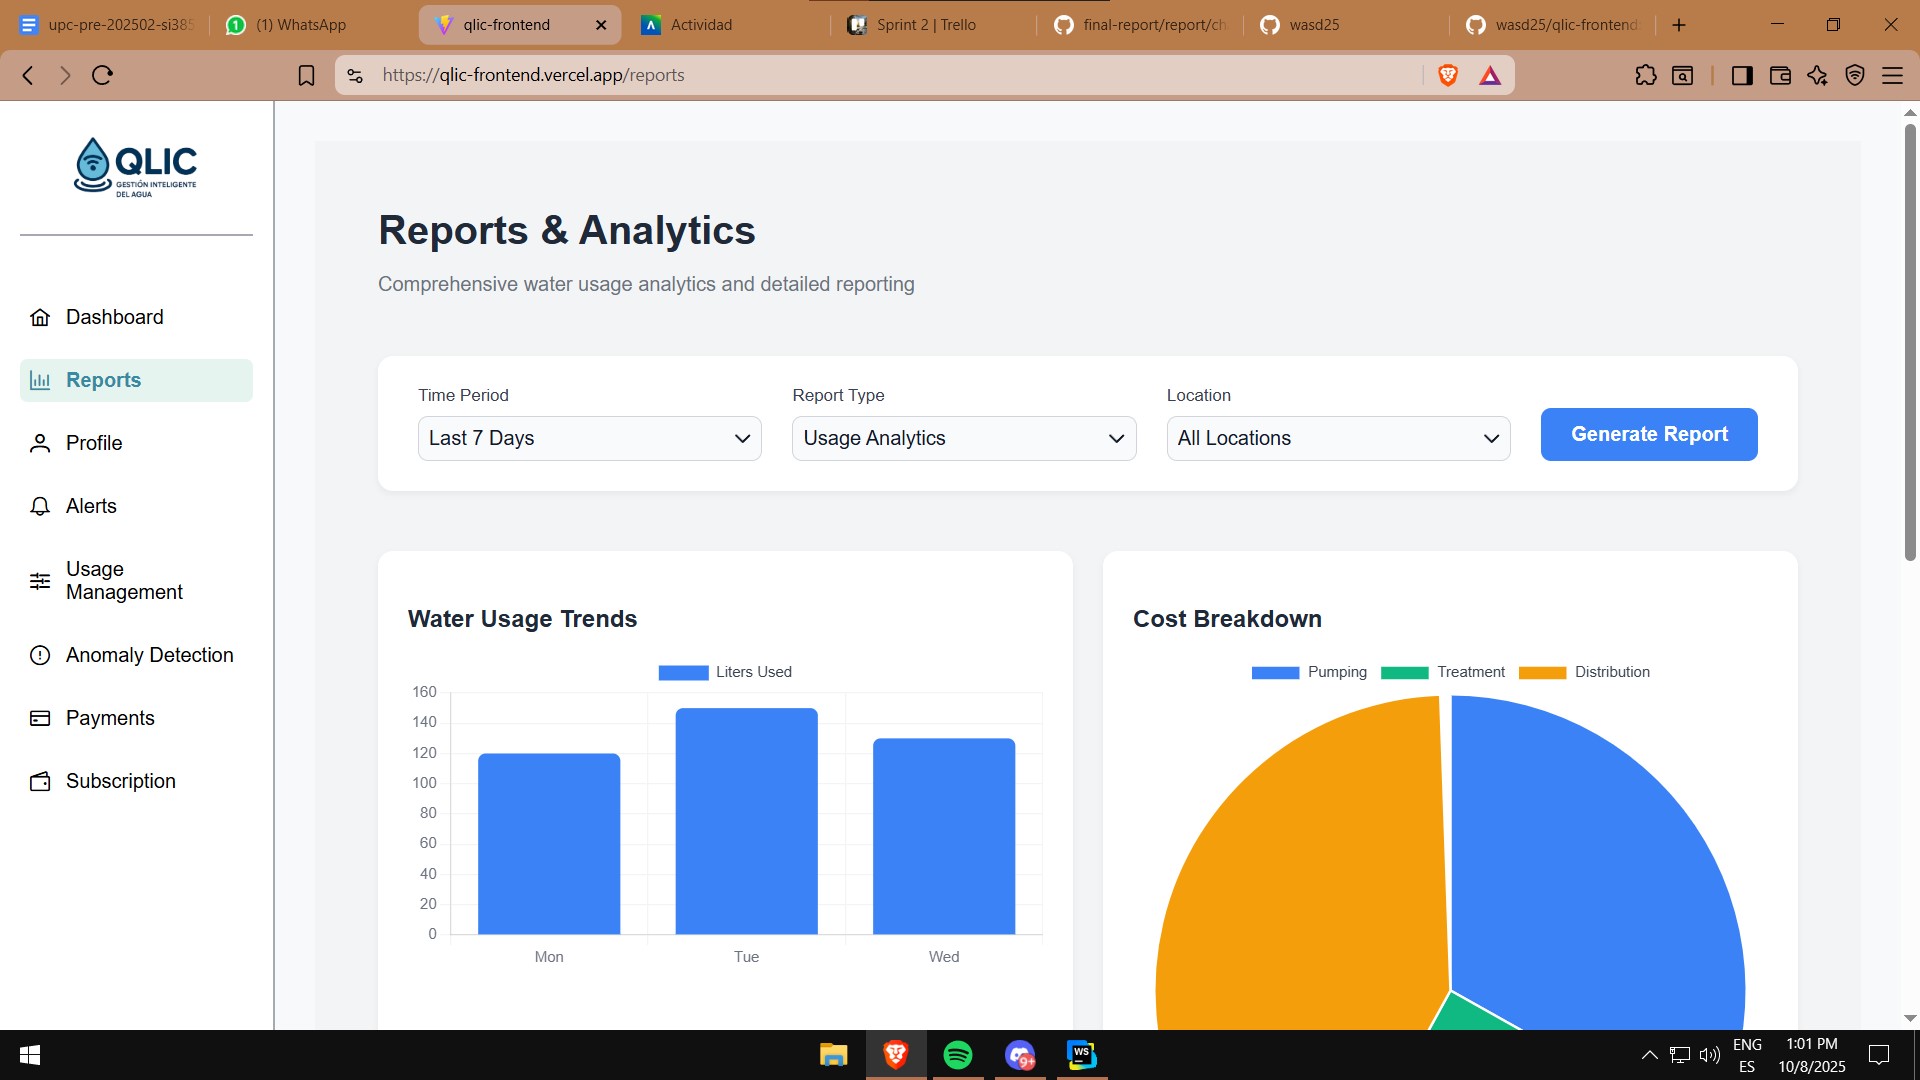 upc-pre-202502-si385
(1) WhatsApp
qlic-frontend
Actividad
Sprint 2 | Trello
final-report/report/ch
wasd25
wasd25/qlic-frontend
https://qlic-frontend.vercel.app/reports
QLIC
GESTIÓN INTELIGENTE
DEL AGUA
Dashboard
Reports
Profile
Alerts
Usage
Management
Anomaly Detection
Payments
Subscription
Reports & Analytics
Comprehensive water usage analytics and detailed reporting
Time Period
Last 7 Days
Report Type
Usage Analytics
Location
All Locations
Generate Report
Water Usage Trends
Liters Used
160
140
120
100
80
60
40
20
0
Mon Tue Wed
Cost Breakdown
Pumping Treatment Distribution
9+
WS
ENG
ES
1:01 PM
10/8/2025